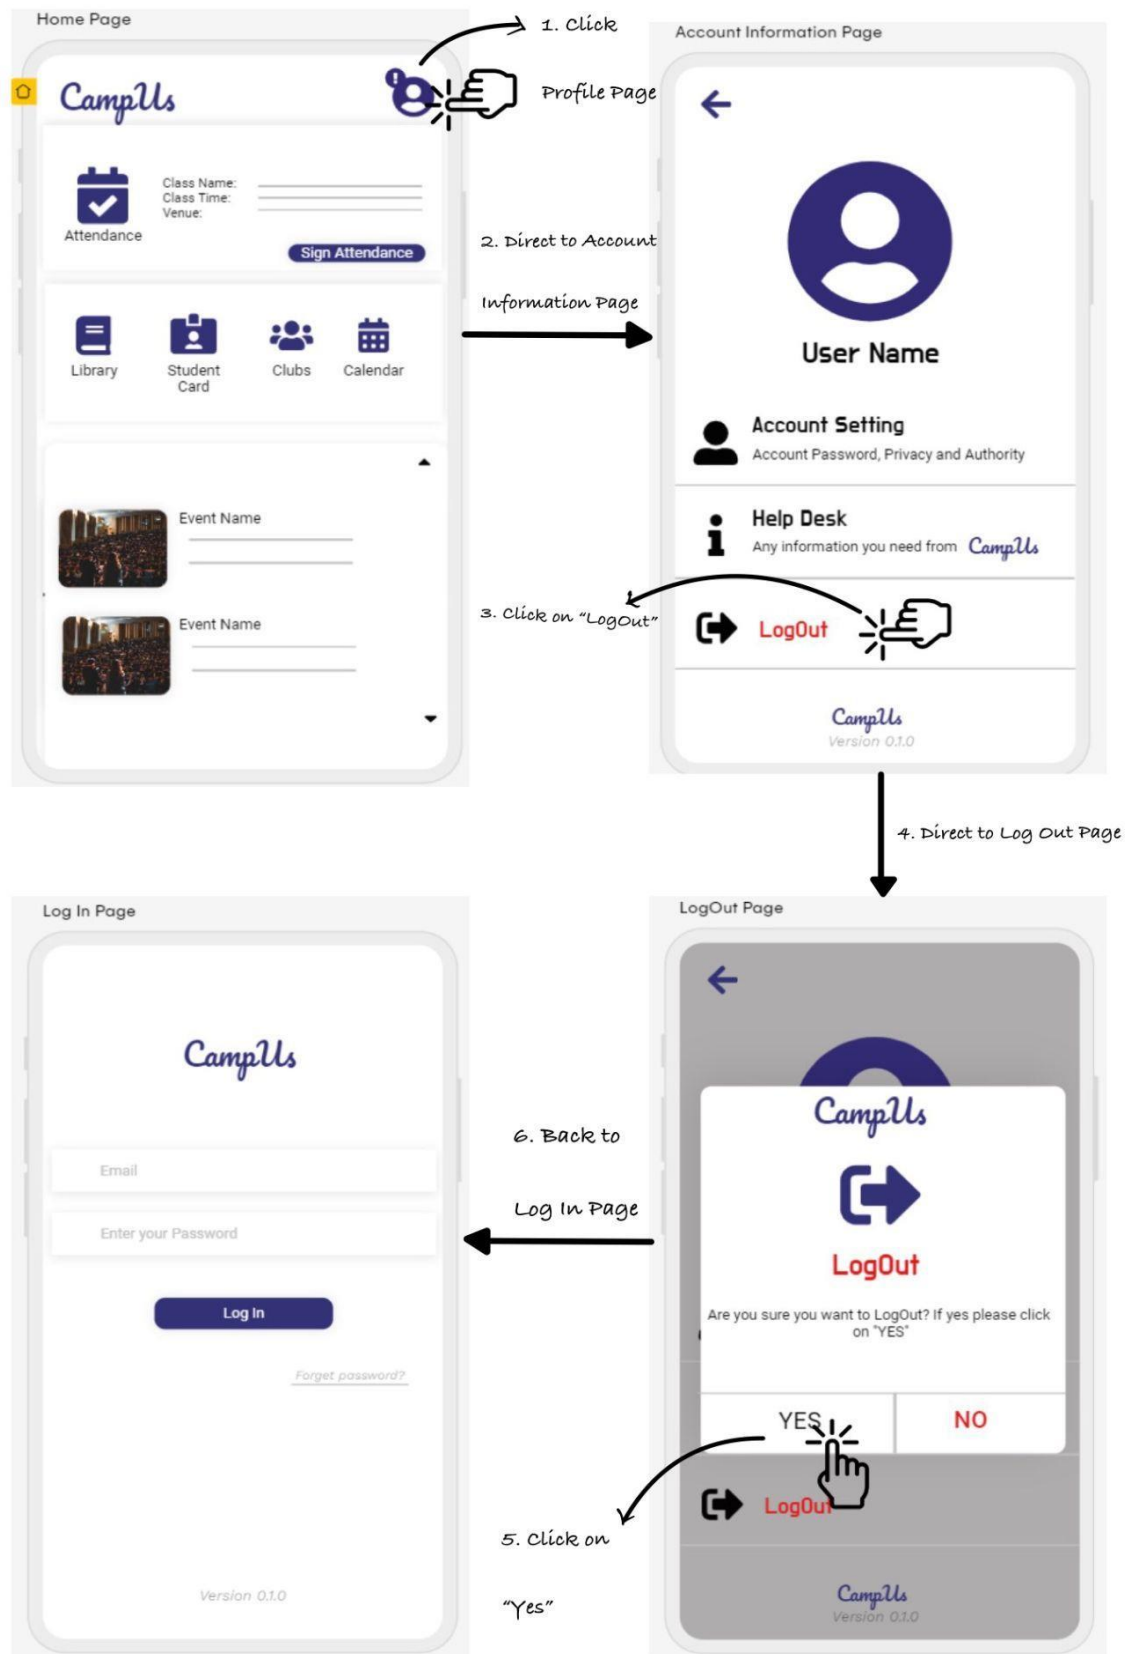 Home Page
1. Click
Profile Page
CampUs
Attendance
Class Name:
Class Time:
Venue:
Sign Attendance
Library
Student
Card
Clubs
Calendar
Event Name
Event Name
2. Direct to Account
Information Page
Account Information Page
User Name
Account Setting
Account Password, Privacy and Authority
Help Desk
Any information you need from CampUs
3. Click on "LogOut"
LogOut
CampUs
Version 0.1.0
4. Direct to Log Out Page
LogOut Page
CampUs
LogOut
Are you sure you want to LogOut? If yes please click
on "YES"
YES
NO
LogOut
CampUs
Version 0.1.0
5. Click on
"Yes"
6. Back to
Log In Page
Log In Page
CampUs
Email
Enter your Password
Log In
Forget password?
Version 0.1.0